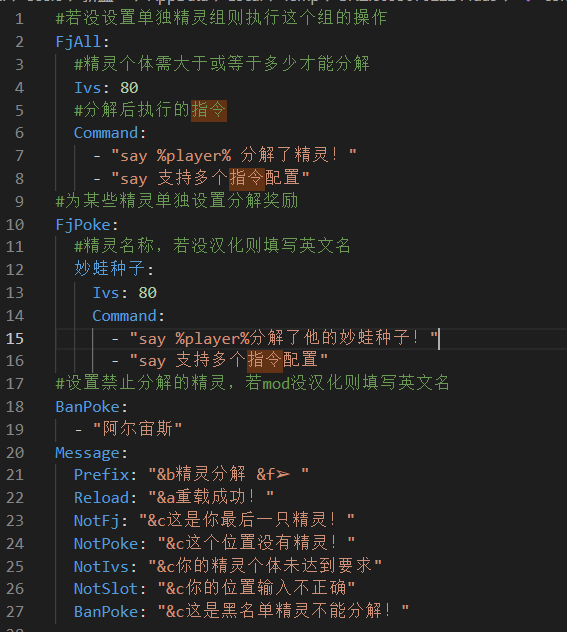 1 #若没设置单独精灵组则执行这个组的操作
2 FjAll:
3 #精灵个体需大于或等于多少才能分解
4 Ivs: 80
5 #分解后执行的指令
6 Command:
7 - "say %player% 分解了精灵！"
8 - "say 支持多个指令配置"
9 #为某些精灵单独设置分解奖励
10 FjPoke:
11 #精灵名称，若没汉化则填写英文名
12 妙蛙种子:
13 Ivs: 80
14 Command:
15 - "say %player%分解了他的妙蛙种子！"
16 - "say 支持多个指令配置"
17 #设置禁止分解的精灵，若mod没汉化则填写英文名
18 BanPoke:
19 - "阿尔宙斯"
20 Message:
21 Prefix: "&b精灵分解 &f➢ "
22 Reload: "&a重载成功！"
23 NotFj: "&c这是你最后一只精灵！"
24 NotPoke: "&c这个位置没有精灵！"
25 NotIvs: "&c你的精灵个体未达到要求"
26 NotSlot: "&c你的位置输入不正确"
27 BanPoke: "&c这是黑名单精灵不能分解！"